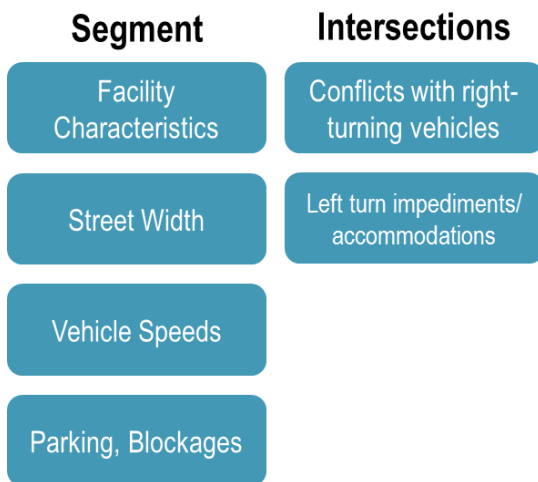 Segment
Facility
Characteristics
Street Width
Vehicle Speeds
Parking, Blockages
Intersections
Conflicts with right-
turning vehicles
Left turn impediments/
accommodations